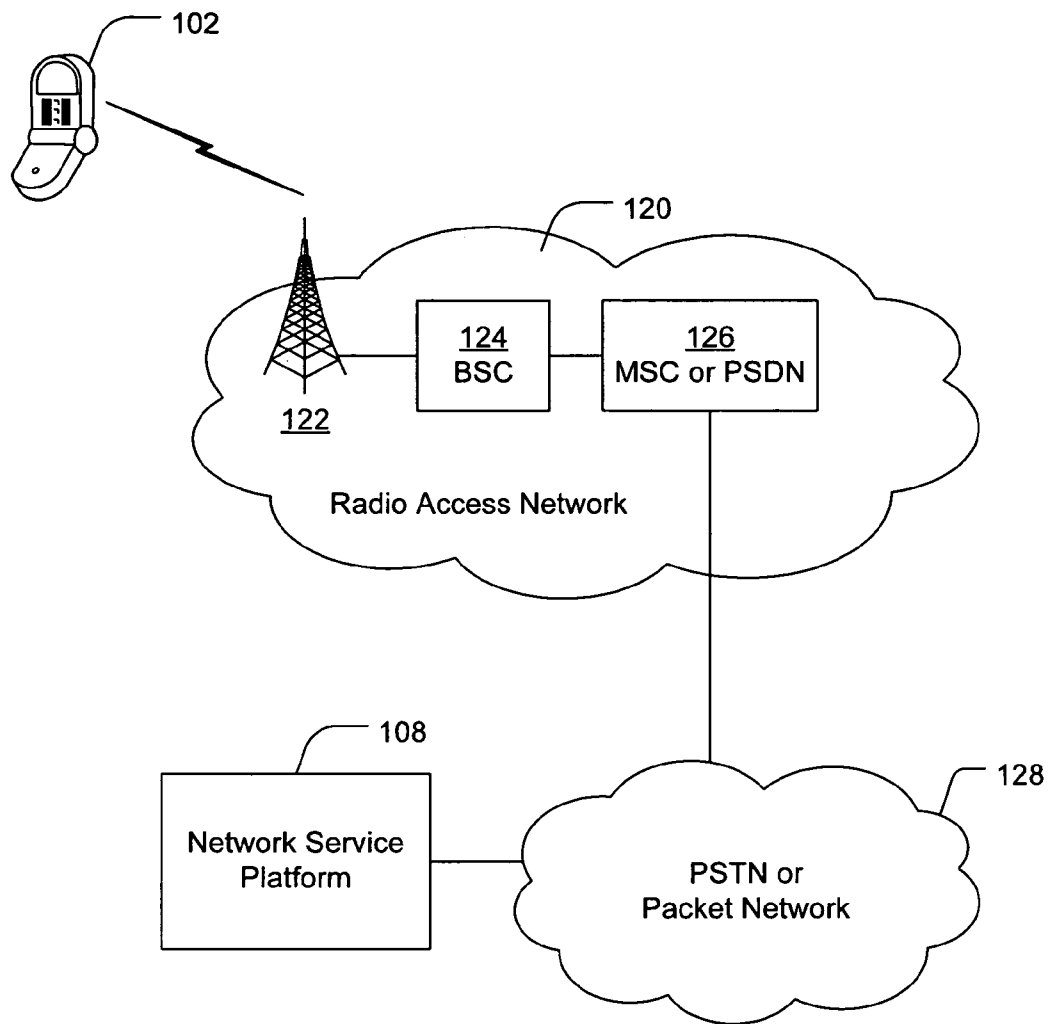 102
120
124
BSC
126
MSC or PSDN
122
Radio Access Network
108
128
Network Service
Platform
PSTN or
Packet Network